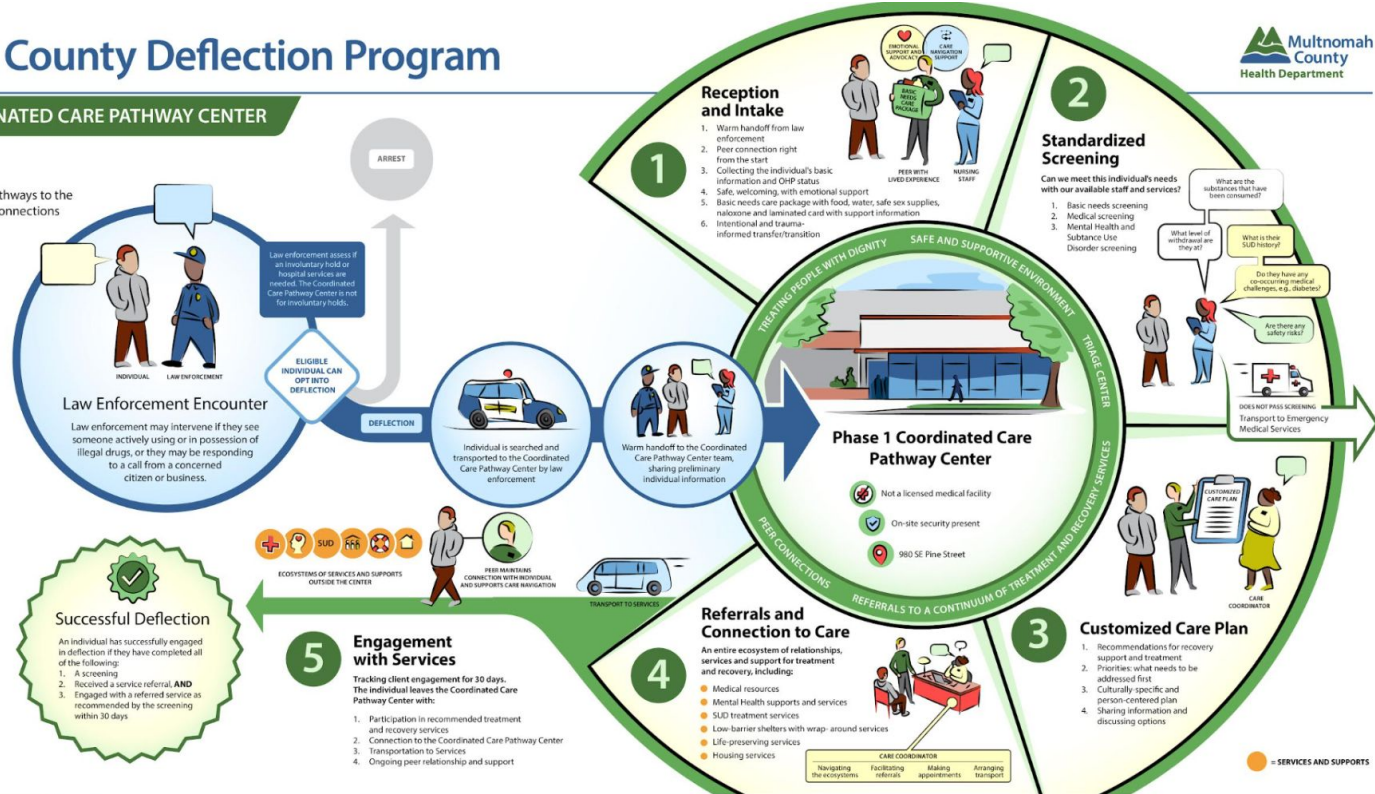 County Deflection Program
Multnomah
County
Health Department
NATED CARE PATHWAY CENTER
thways to the
onnections
ARREST
INDIVIDUAL
LAW ENFORCEMENT
Law enforcement assess if
an involuntary hold or
hospital services are
needed. The Coordinated
Care Pathway Center is not
for involuntary holds.
ELIGIBLE
INDIVIDUAL CAN
OPT INTO
DEFLECTION
Law Enforcement Encounter
Law enforcement may intervene if they see
someone actively using or in possession of
illegal drugs, or they may be responding
to a call from a concerned
citizen or business.
DEFLECTION
Individual is searched and
transported to the Coordinated
Care Pathway Center by law
enforcement
Warm handoff to the Coordinated
Care Pathway Center team,
sharing preliminary
individual information
1
Reception
and Intake
1. Warm handoff from law
enforcement
2. Peer connection right
from the start
3. Collecting the individual's basic
information and OHP status
4. Safe, welcoming, with emotional support
5. Basic needs care package with food, water, safe sex supplies,
naloxone and laminated card with support information
6. Intentional and trauma-
informed transfer/transition
EMOTIONAL
SUPPORT AND
ADVOCACY
CARE
NAVIGATION
SUPPORT
BASIC
NEEDS
CARE
PACKAGE
PEER WITH
LIVED EXPERIENCE
NURSING
STAFF
2
Standardized
Screening
Can we meet this individual's needs
with our available staff and services?
1. Basic needs screening
2. Medical screening
3. Mental Health and
Subtance Use
Disorder screening
What are the
substances that have
been consumed?
What level of
withdrawal are
they at?
What is their
SUD history?
Do they have any
co-occurring medical
challenges, e.g., diabetes?
Are there any
safety risks?
DOES NOT PASS SCREENING
Transport to Emergency
Medical Services
TREATING PEOPLE WITH DIGNITY
SAFE AND SUPPORTIVE ENVIRONMENT
TRIAGE CENTER
REFERRALS TO A CONTINUUM OF TREATMENT AND RECOVERY SERVICES
PEER CONNECTIONS
Phase 1 Coordinated Care
Pathway Center
Not a licensed medical facility
On-site security present
980 SE Pine Street
CUSTOMIZED
CARE PLAN
CARE
COORDINATOR
3
Customized Care Plan
1. Recommendations for recovery
support and treatment
2. Priorities: what needs to be
addressed first
3. Culturally-specific and
person-centered plan
4. Sharing information and
discussing options
4
Referrals and
Connection to Care
An entire ecosystem of relationships,
services and support for treatment
and recovery, including:
Medical resources
Mental Health supports and services
SUD treatment services
Low-barrier shelters with wrap- around services
Life-preserving services
Housing services
CARE COORDINATOR
Navigating
the ecosystems
Facilitating
referrals
Making
appointments
Arranging
transport
= SERVICES AND SUPPORTS
SUD
ECOSYSTEMS OF SERVICES AND SUPPORTS
OUTSIDE THE CENTER
PEER MAINTAINS
CONNECTION WITH INDIVIDUAL
AND SUPPORTS CARE NAVIGATION
TRANSPORT TO SERVICES
5
Engagement
with Services
Tracking client engagement for 30 days.
The individual leaves the Coordinated Care
Pathway Center with:
1. Participation in recommended treatment
and recovery services
2. Connection to the Coordinated Care Pathway Center
3. Transportation to Services
4. Ongoing peer relationship and support
Successful Deflection
An individual has successfully engaged
in deflection if they have completed all
of the following:
1. A screening
2. Received a service referral, AND
3. Engaged with a referred service as
recommended by the screening
within 30 days